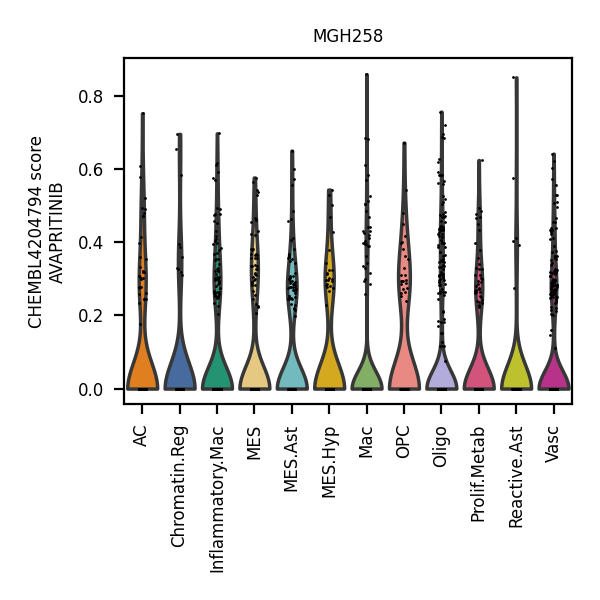 MGH258
CHEMBL4204794 score
AVAPRITINIB
0.8
0.6
0.4
0.2
0.0
AC
Chromatin.Reg
Inflammatory.Mac
MES
MES.Ast
MES.Hyp
Mac
OPC
Oligo
Prolif.Metab
Reactive.Ast
Vasc